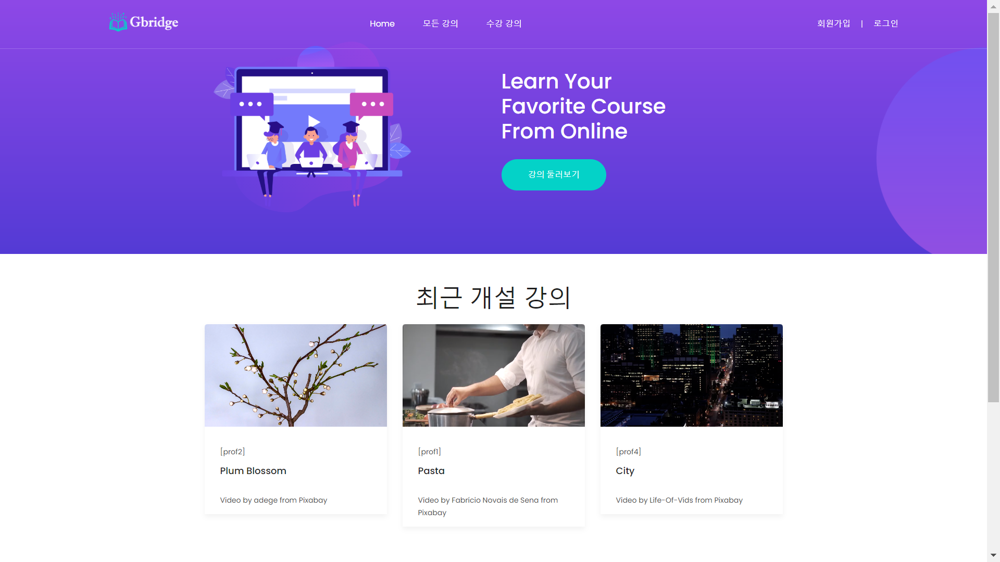 Gbridge
Home 모든 강의 수강 강의
회원가입 | 로그인
Learn Your
Favorite Course
From Online
강의 둘러보기
최근 개설 강의
[prof2]
Plum Blossom
Video by adege from Pixabay
[prof1]
Pasta
Video by Fabrício Novais de Sena from
Pixabay
[prof4]
City
Video by Life-Of-Vids from Pixabay